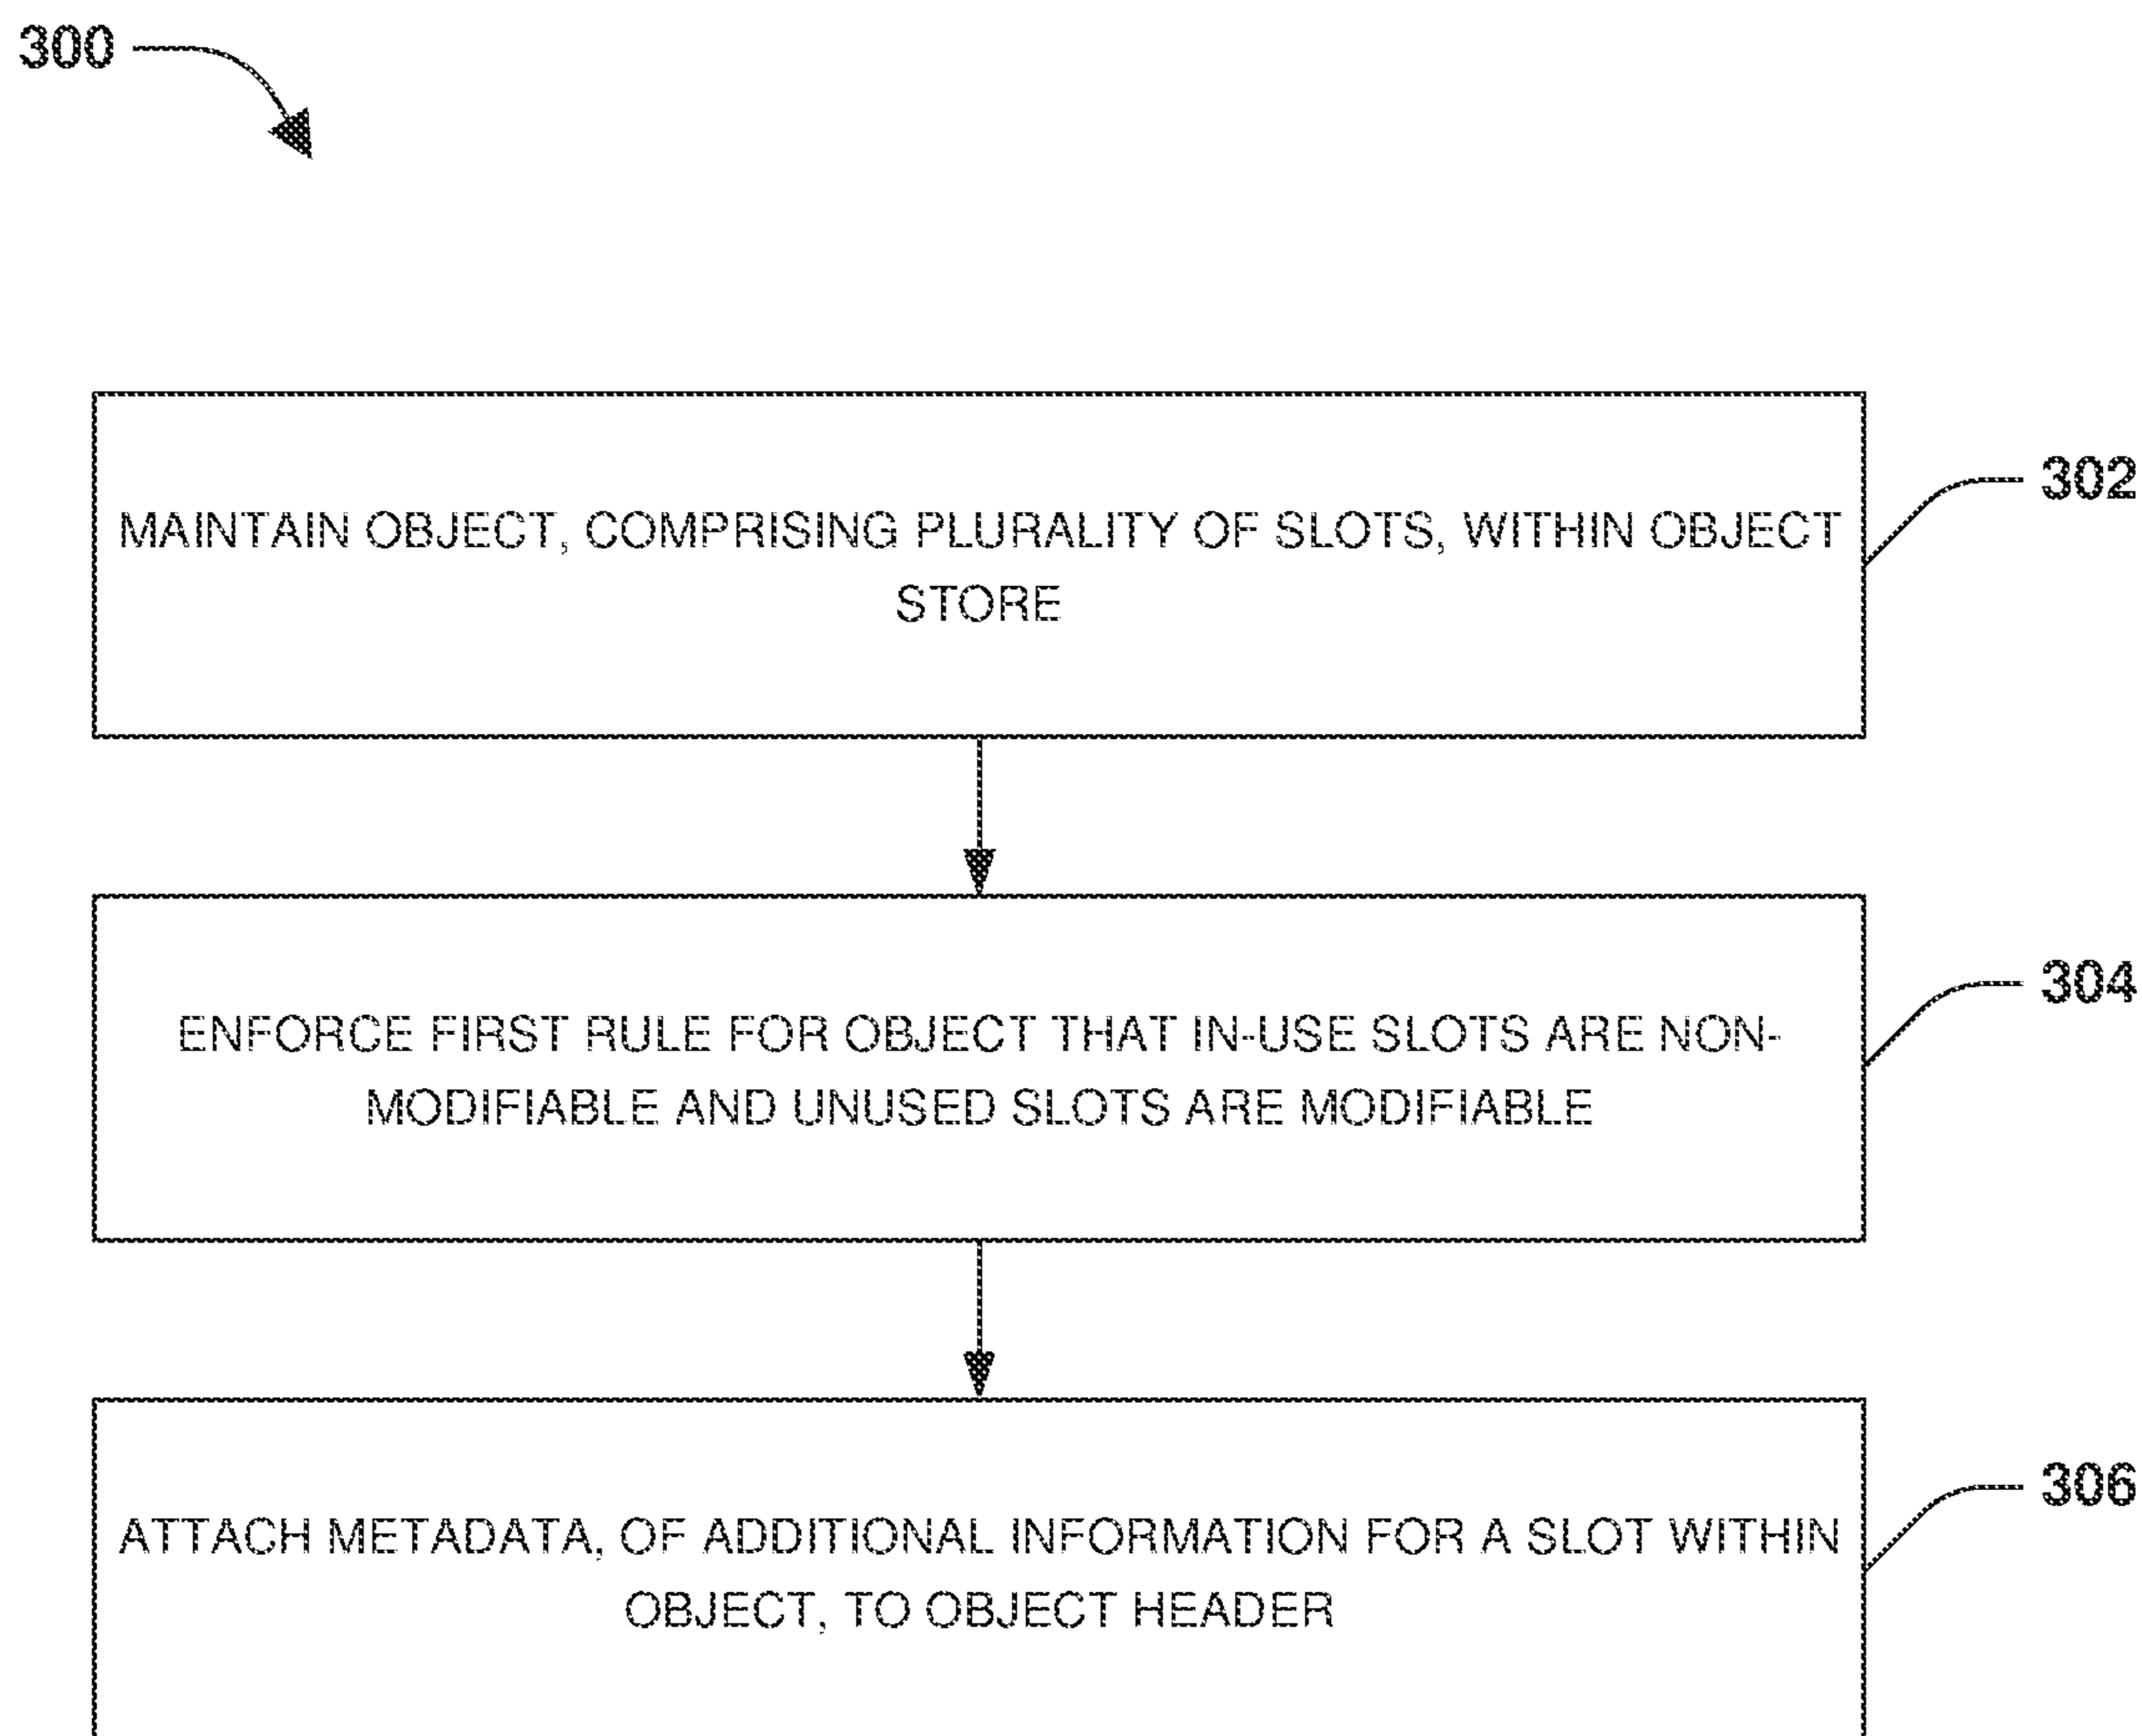 300
302
MAINTAIN OBJECT, COMPRISING PLURALITY OF SLOTS, WITHIN OBJECT
STORE
304
ENFORCE FIRST RULE FOR OBJECT THAT IN-USE SLOTS ARE NON-
MODIFIABLE AND UNUSED SLOTS ARE MODIFIABLE
306
ATTACH METADATA, OF ADDITIONAL INFORMATION FOR A SLOT WITHIN
OBJECT, TO OBJECT HEADER